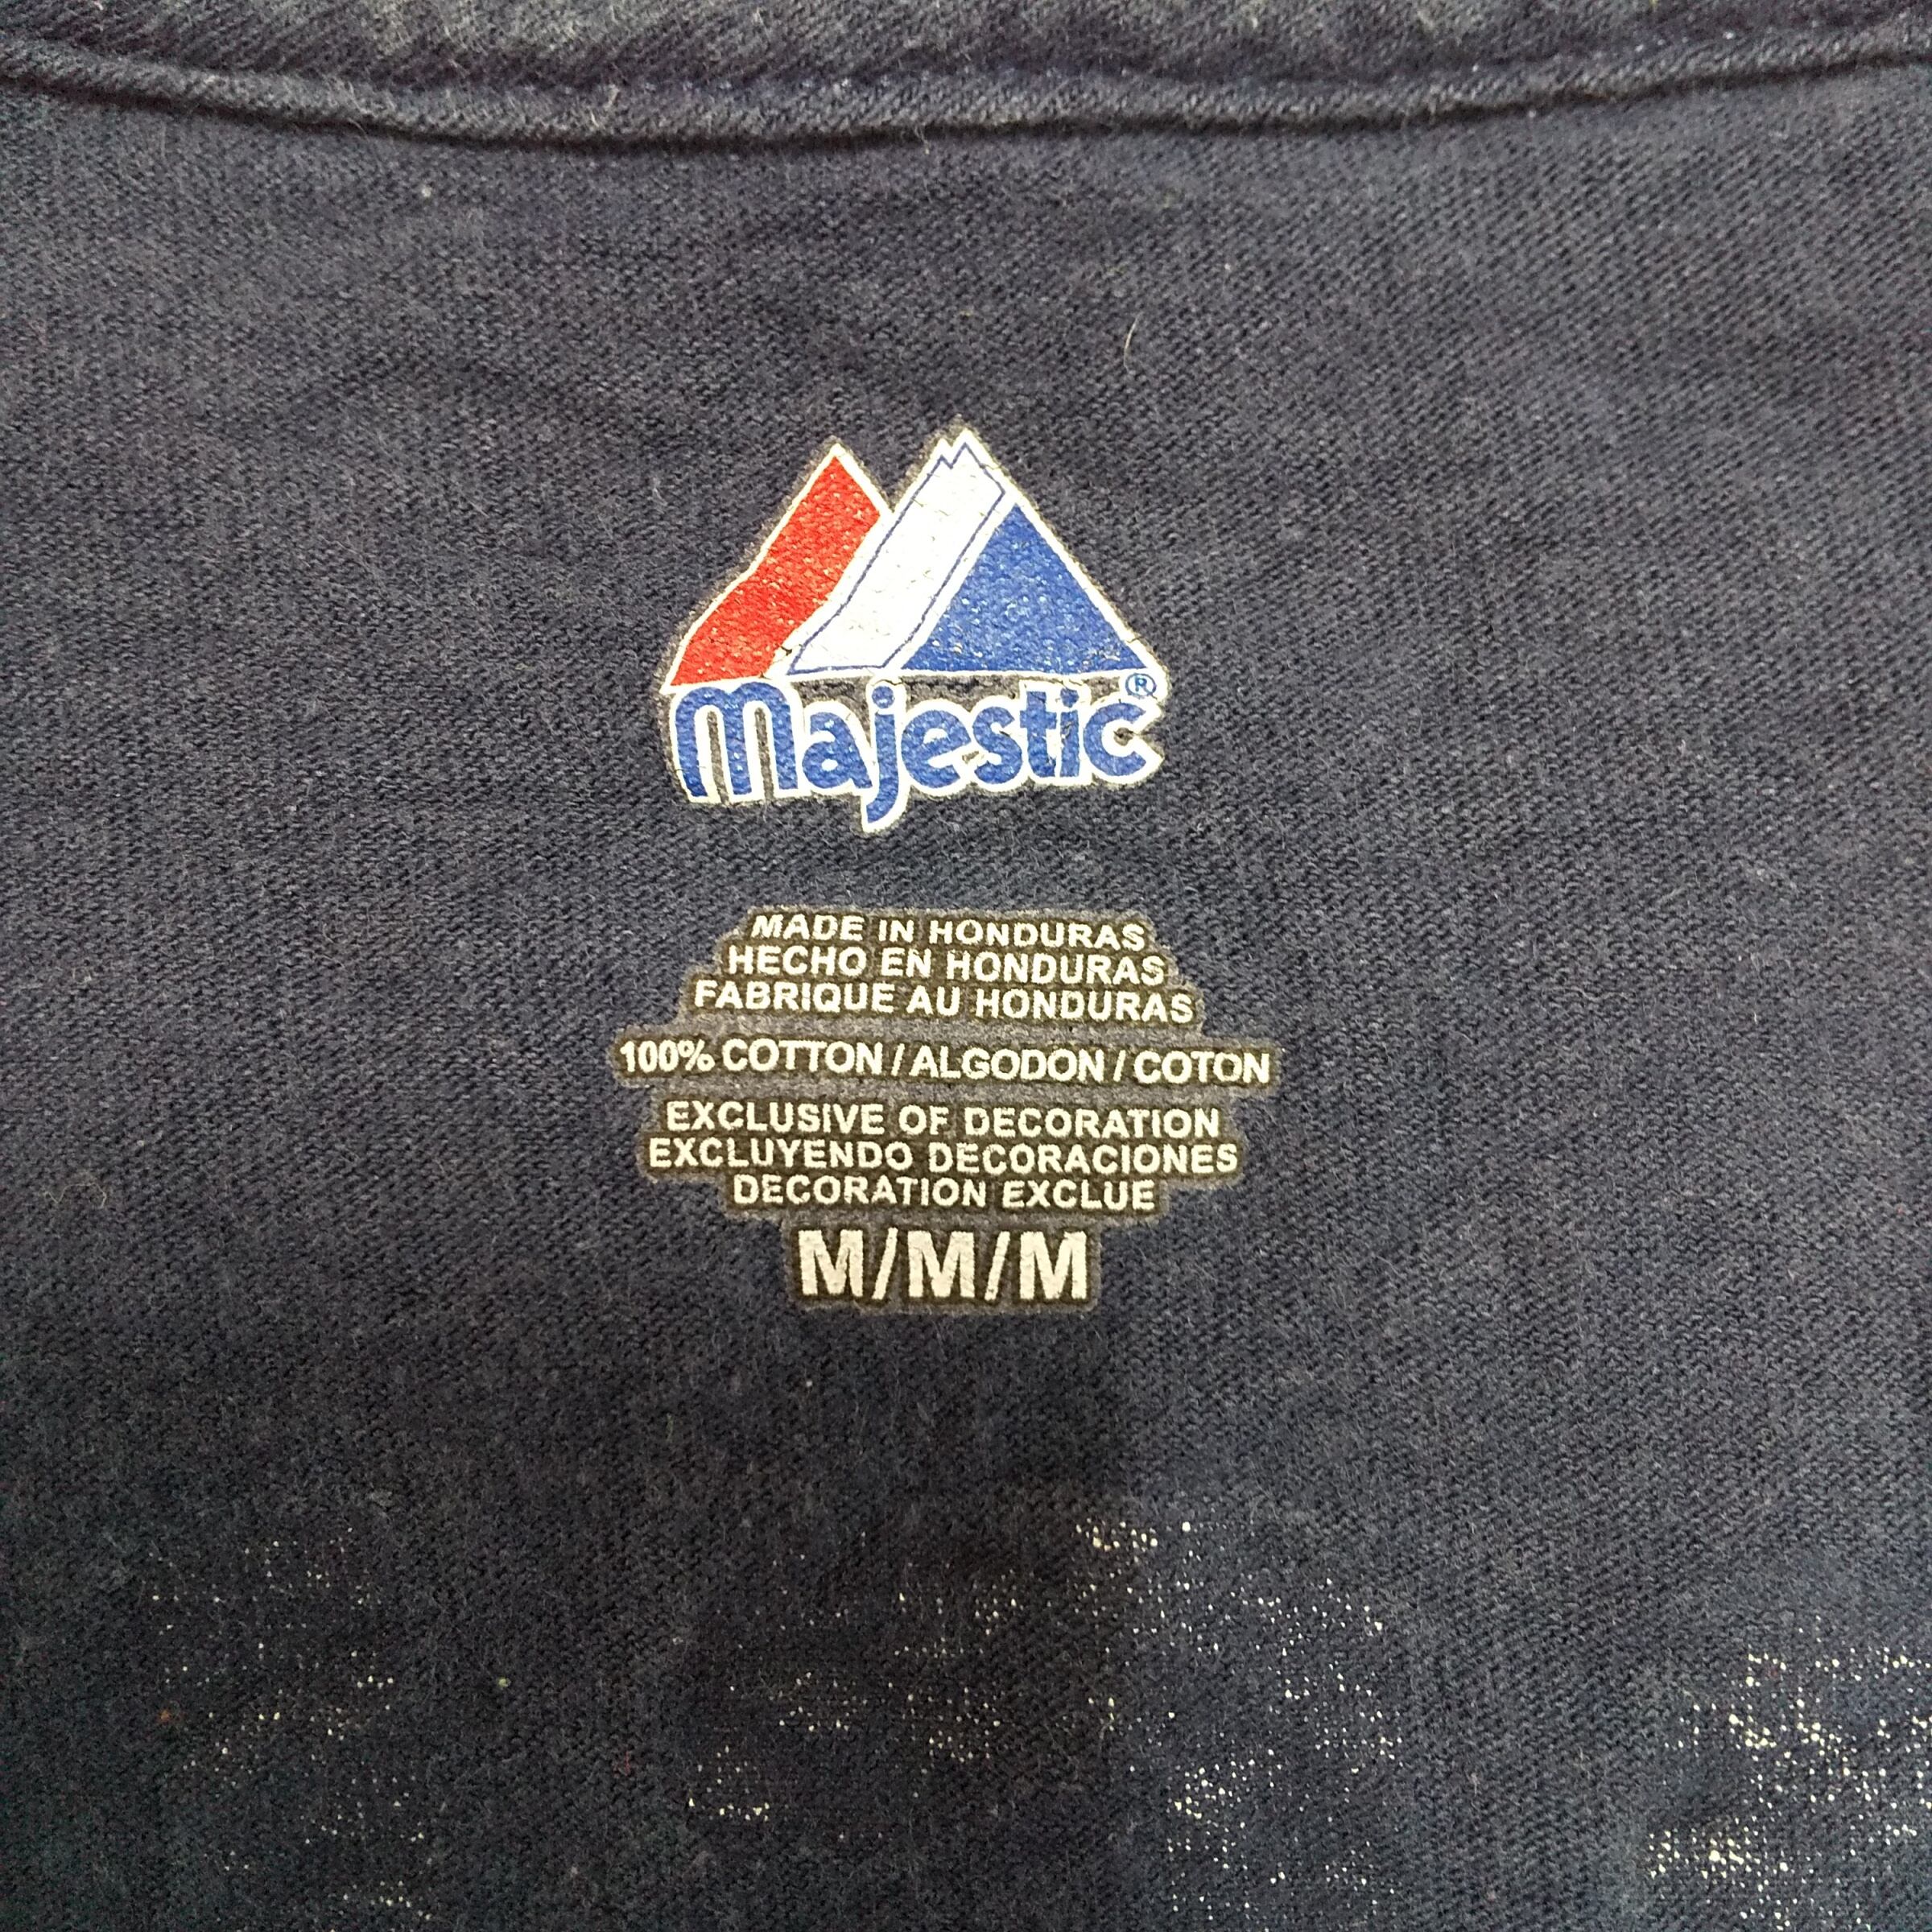 Majestic®
MADE IN HONDURAS
HECHO EN HONDURAS
FABRIQUE AU HONDURAS
100% COTTON / ALGODON / COTON
EXCLUSIVE OF DECORATION
EXCLUYENDO DECORACIONES
DECORATION EXCLUE
M/M/M